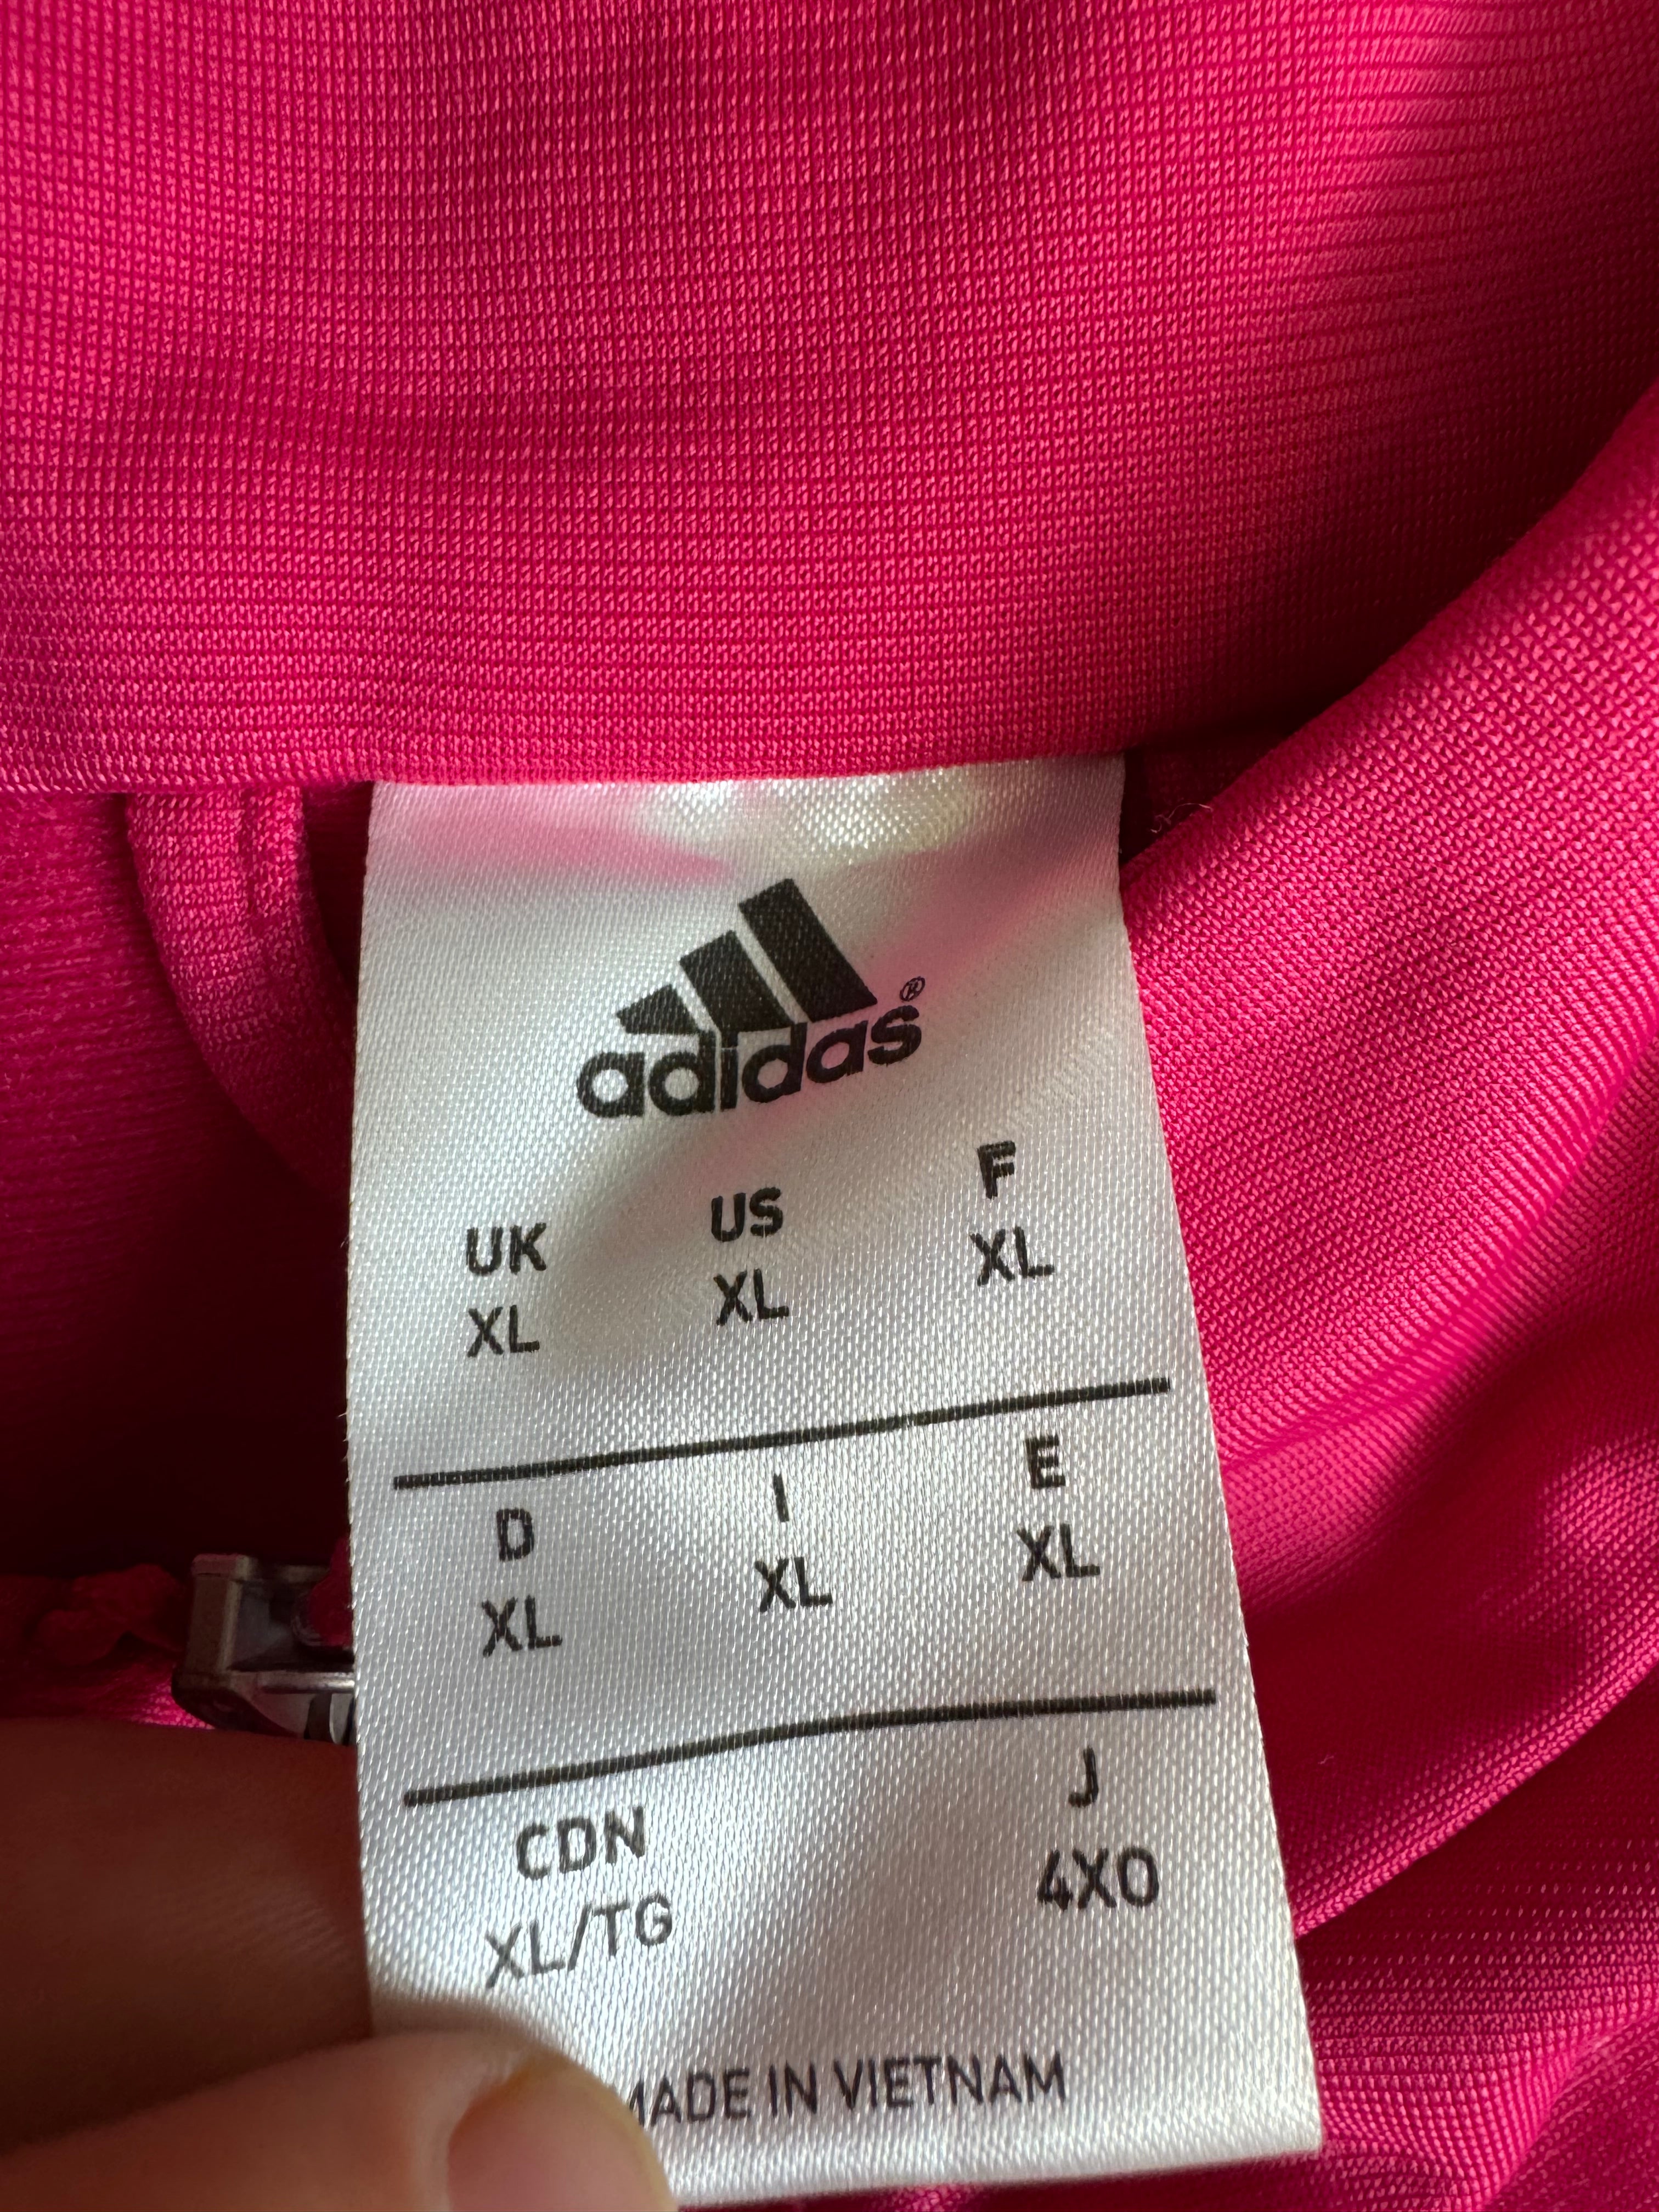 adidas®
UK US F
XL XL XL
D I E
XL XL XL
CDN J
XL/TG 4XO
MADE IN VIETNAM